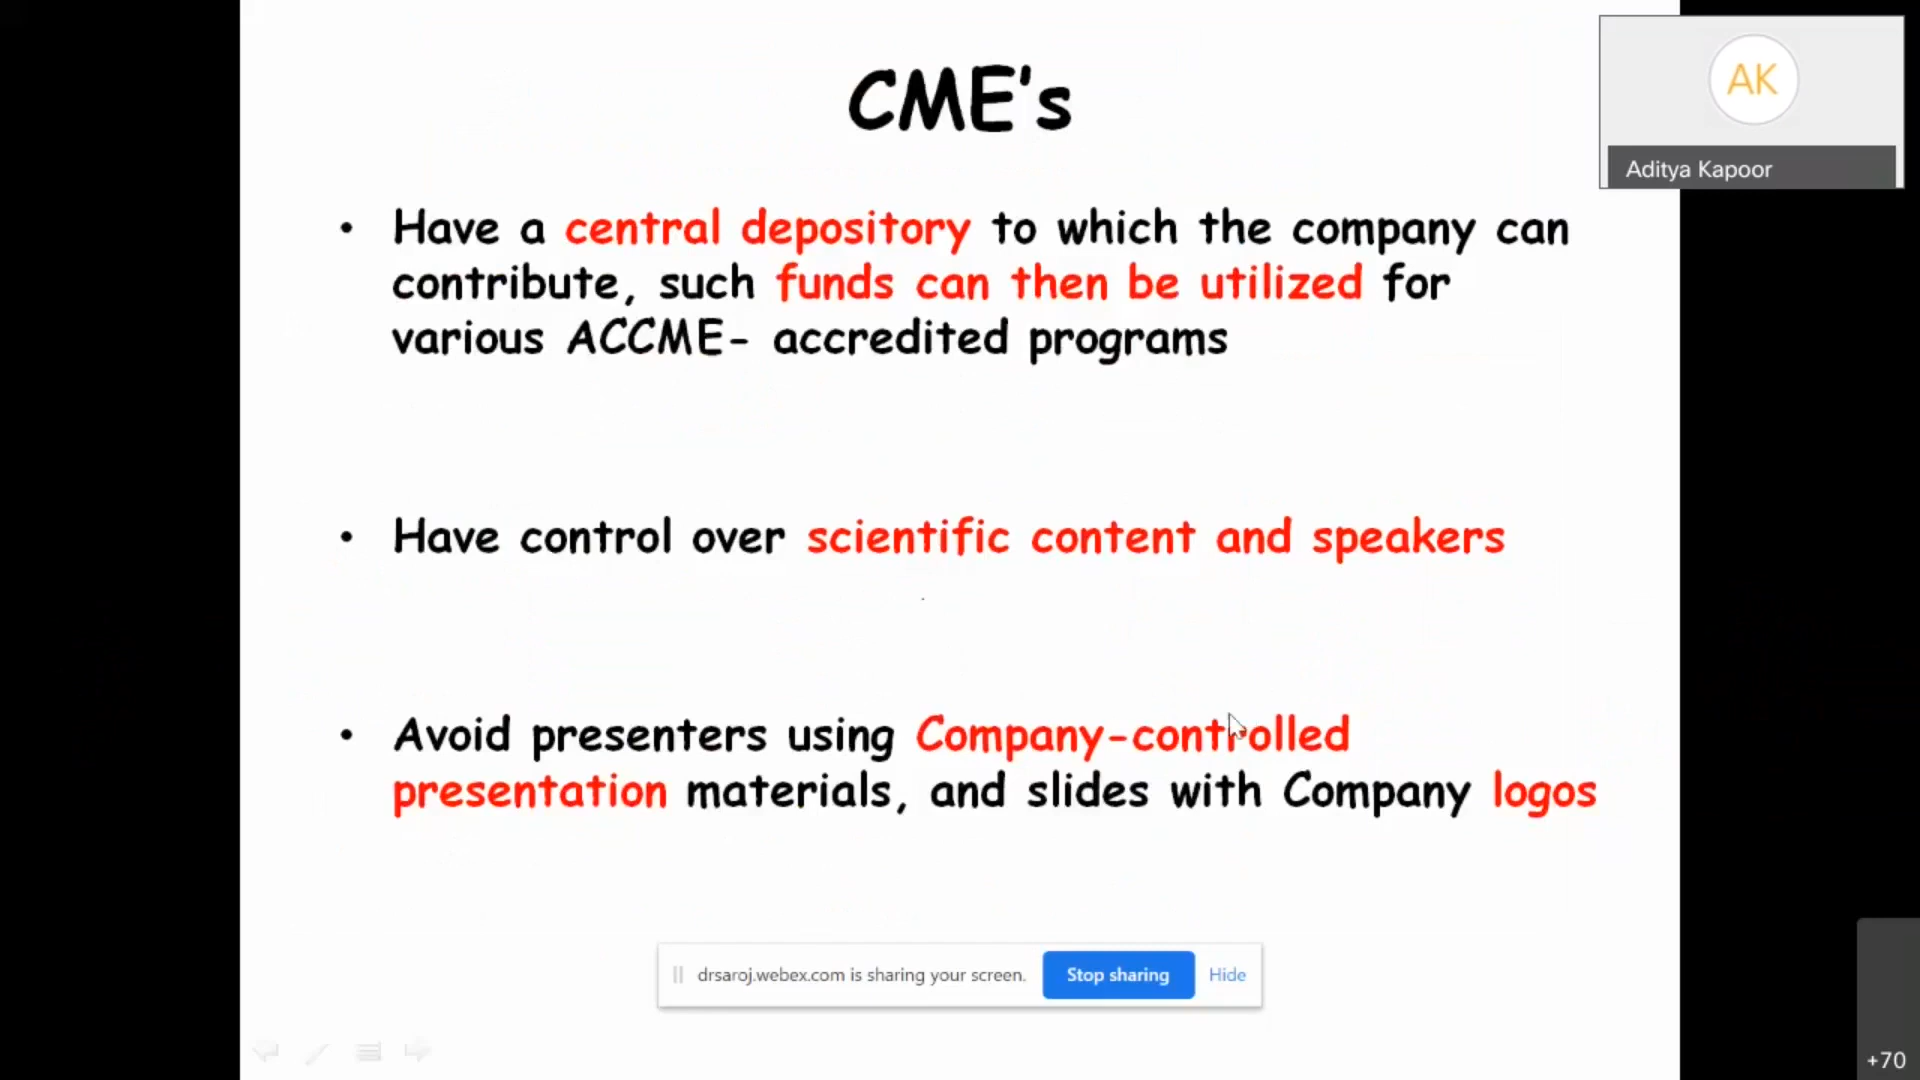 CME's
AK
Aditya Kapoor
• Have a central depository to which the company can
contribute, such funds can then be utilized for
various ACCME- accredited programs
• Have control over scientific content and speakers
• Avoid presenters using Company-controlled
presentation materials, and slides with Company logos
drsaroj.webex.com is sharing your screen. Stop sharing Hide
+70